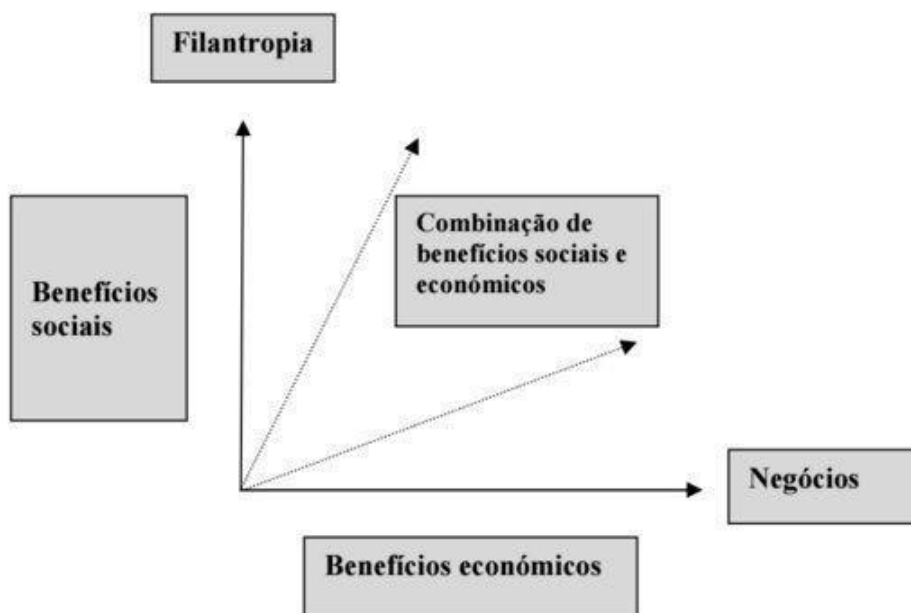 Filantropia
Combinação de
benefícios sociais e
económicos
Benefícios
sociais
Negócios
Benefícios económicos